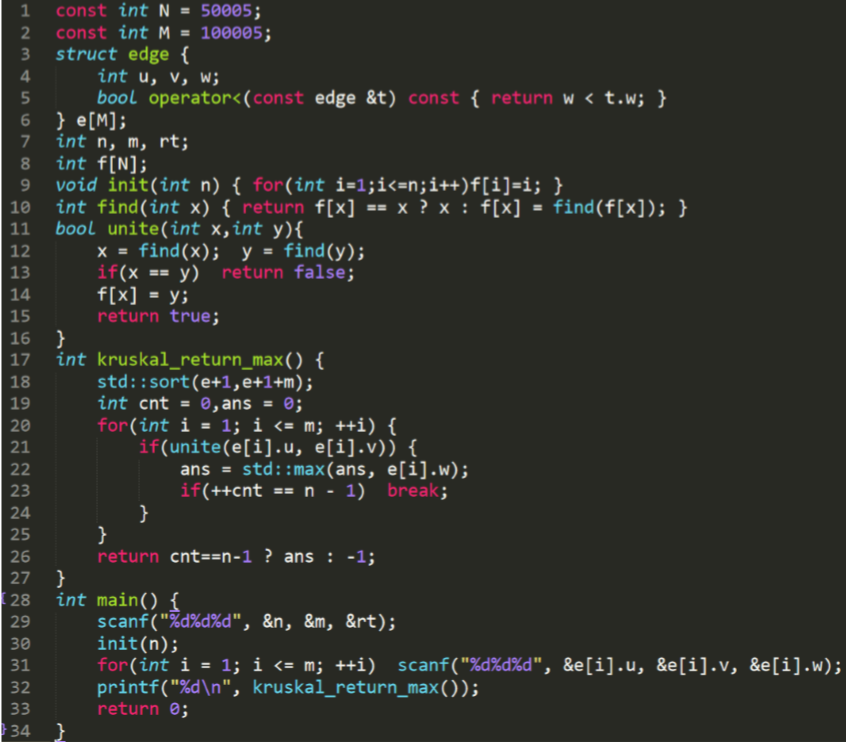 1 const int N = 50005;
2 const int M = 100005;
3 struct edge {
4     int u, v, w;
5     bool operator<(const edge &t) const { return w < t.w; }
6 } e[M];
7 int n, m, rt;
8 int f[N];
9 void init(int n) { for(int i=1;i<=n;i++)f[i]=i; }
10 int find(int x) { return f[x] == x ? x : f[x] = find(f[x]); }
11 bool unite(int x,int y){
12     x = find(x);  y = find(y);
13     if(x == y)  return false;
14     f[x] = y;
15     return true;
16 }
17 int kruskal_return_max() {
18     std::sort(e+1,e+1+m);
19     int cnt = 0,ans = 0;
20     for(int i = 1; i <= m; ++i) {
21         if(unite(e[i].u, e[i].v)) {
22             ans = std::max(ans, e[i].w);
23             if(++cnt == n - 1)  break;
24         }
25     }
26     return cnt==n-1 ? ans : -1;
27 }
28 int main() {
29     scanf("%d%d%d", &n, &m, &rt);
30     init(n);
31     for(int i = 1; i <= m; ++i)  scanf("%d%d%d", &e[i].u, &e[i].v, &e[i].w);
32     printf("%d\n", kruskal_return_max());
33     return 0;
34 }